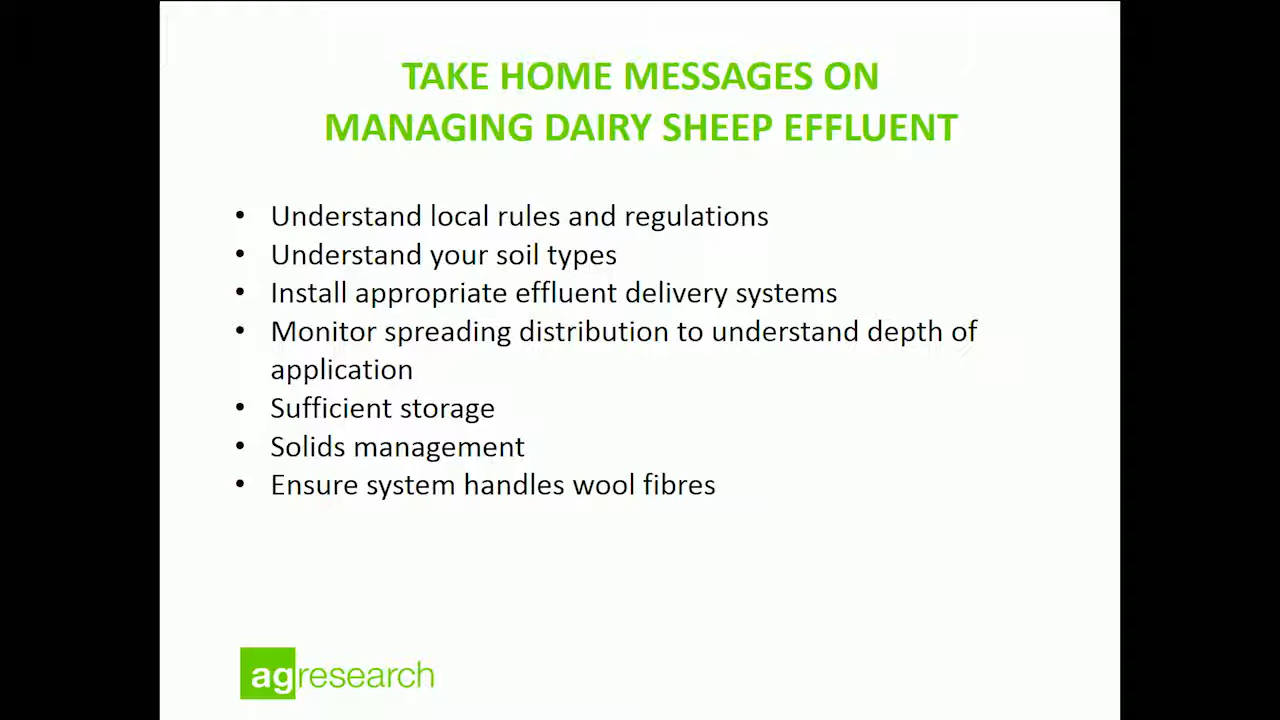 TAKE HOME MESSAGES ON
MANAGING DAIRY SHEEP EFFLUENT
• Understand local rules and regulations
• Understand your soil types
• Install appropriate effluent delivery systems
• Monitor spreading distribution to understand depth of
application
• Sufficient storage
• Solids management
• Ensure system handles wool fibres
agresearch